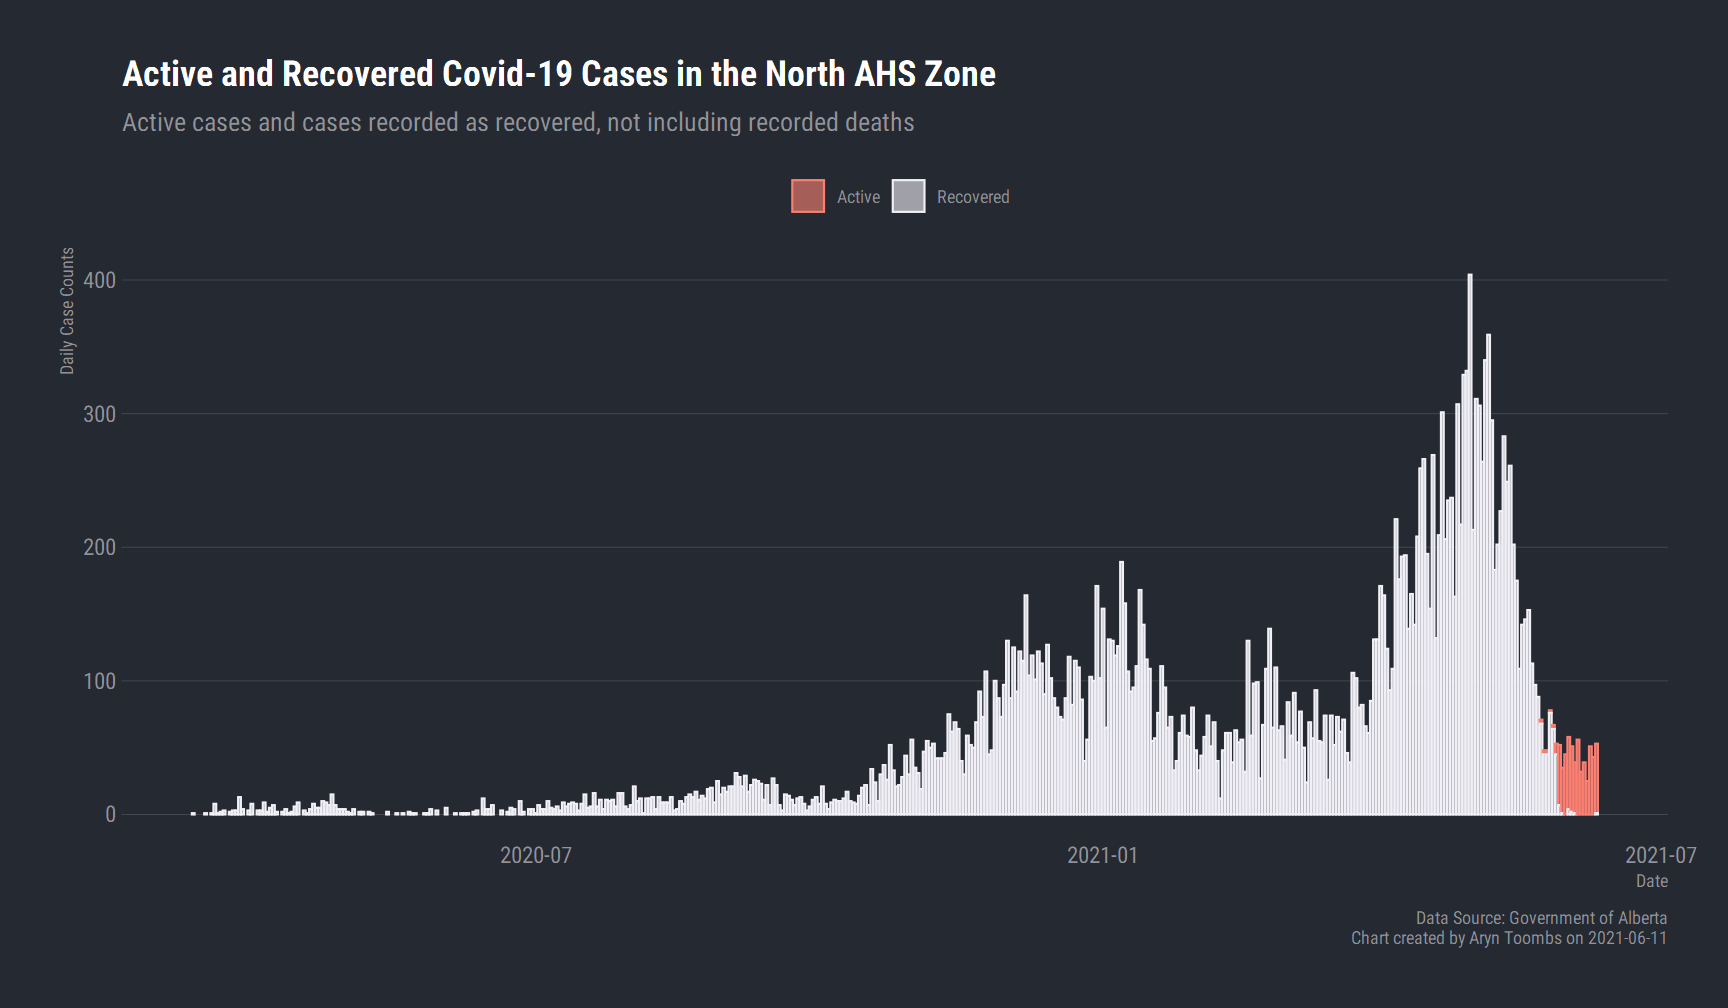 Active and Recovered Covid-19 Cases in the North AHS Zone
Active cases and cases recorded as recovered, not including recorded deaths
Active
Recovered
Daily Case Counts
400
300
200
100
0
2020-07
2021-01
2021-07
Date
Data Source: Government of Alberta
Chart created by Aryn Toombs on 2021-06-11